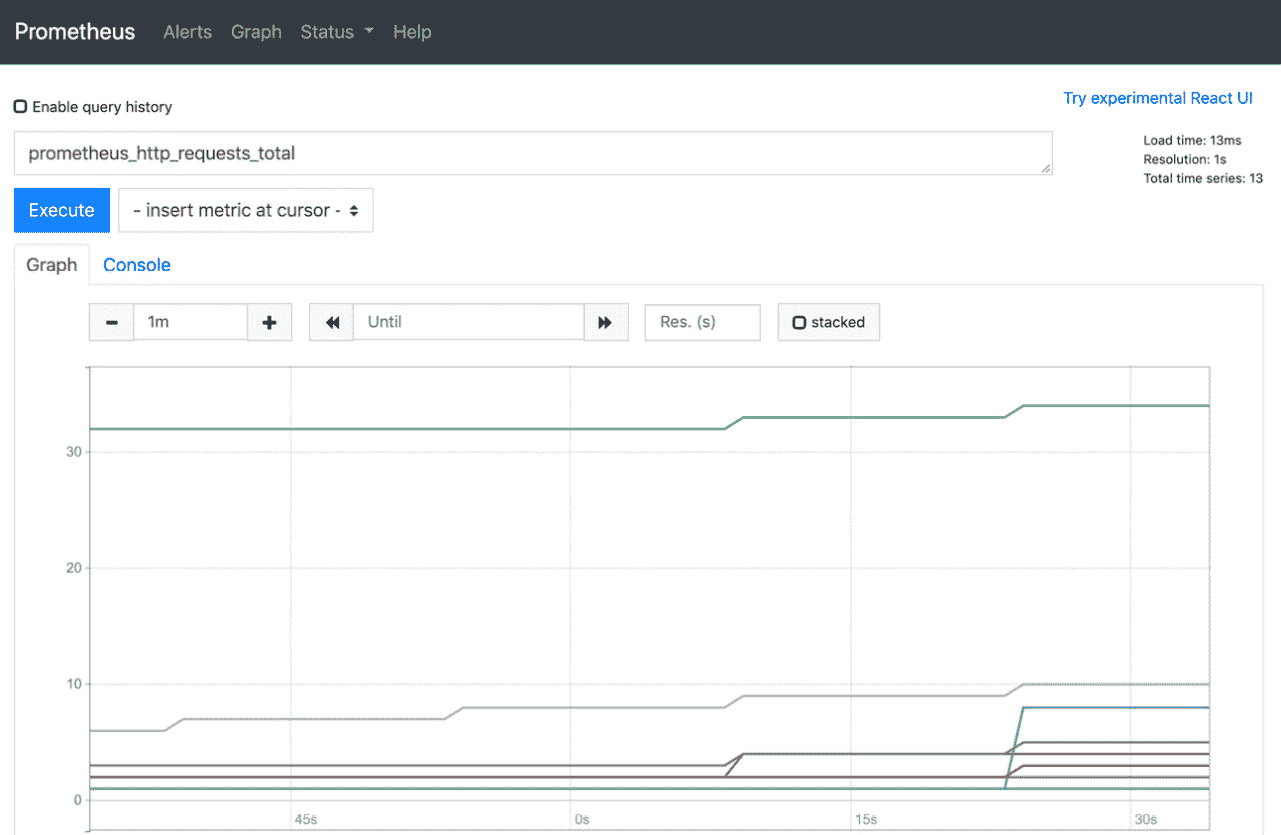 Prometheus Alerts Graph Status Help
Try experimental React UI
Enable query history
prometheus_http_requests_total
Load time: 13ms
Resolution: 1s
Total time series: 13
Execute - insert metric at cursor -
Graph Console
1m Until Res. (s) stacked
30
20
10
0
45s 0s 15s 30s